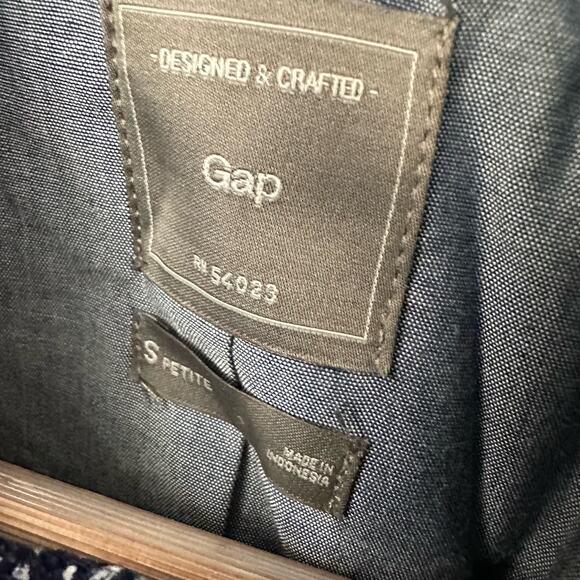 -DESIGNED & CRAFTED-
Gap
RN 54023
S PETITE
MADE IN
INDONESIA